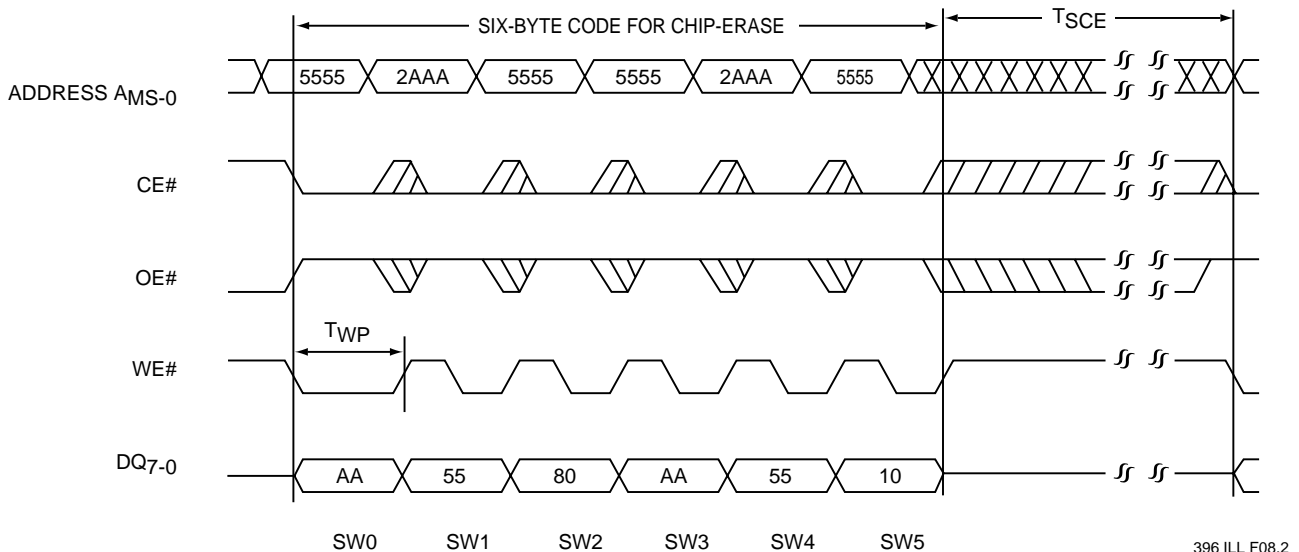 SIX-BYTE CODE FOR CHIP-ERASE TSCE
ADDRESS AMS-0 5555 2AAA 5555 5555 2AAA 5555
CE#
OE#
TWP
WE#
DQ7-0 AA 55 80 AA 55 10
SW0 SW1 SW2 SW3 SW4 SW5
396 ILL F08.2